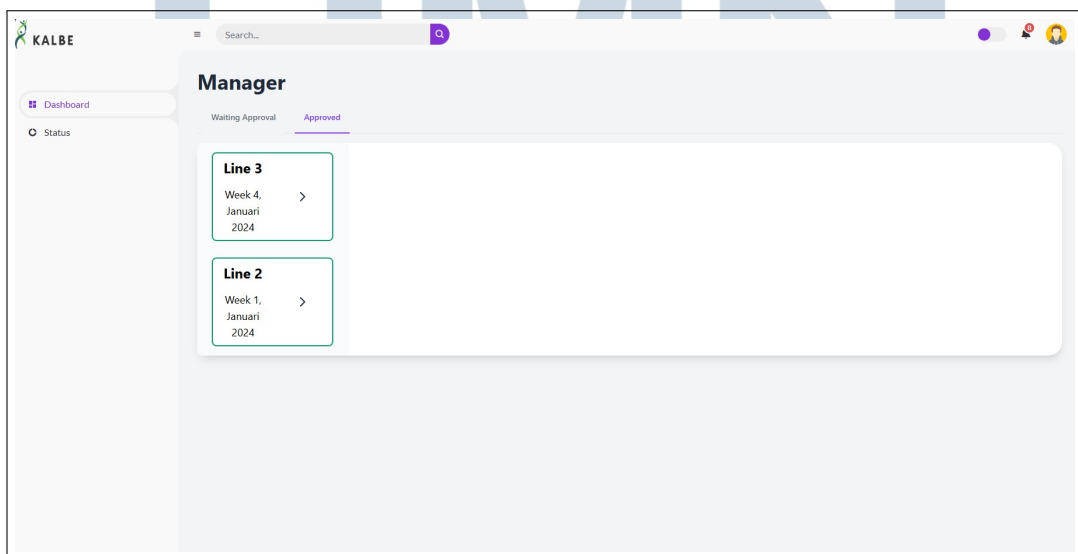 KALBE
Search...
8
Manager
Dashboard
Status
Waiting Approval Approved
Line 3
Week 4,
Januari
2024
Line 2
Week 1,
Januari
2024